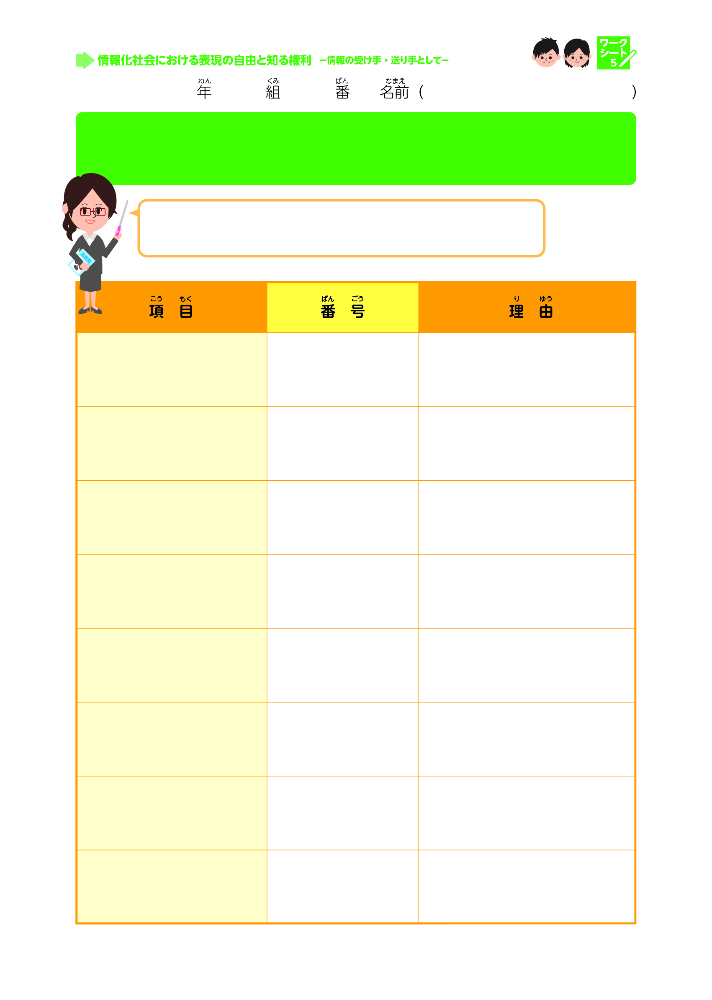 情報化社会における表現の自由と知る権利 −情報の受け手・送り手として−
ワーク
シート
5
ねん くみ ばん なまえ
年 組 番 名前（ ）
法教育
こう もく ばん ごう り ゆう
項 目 番 号 理 由